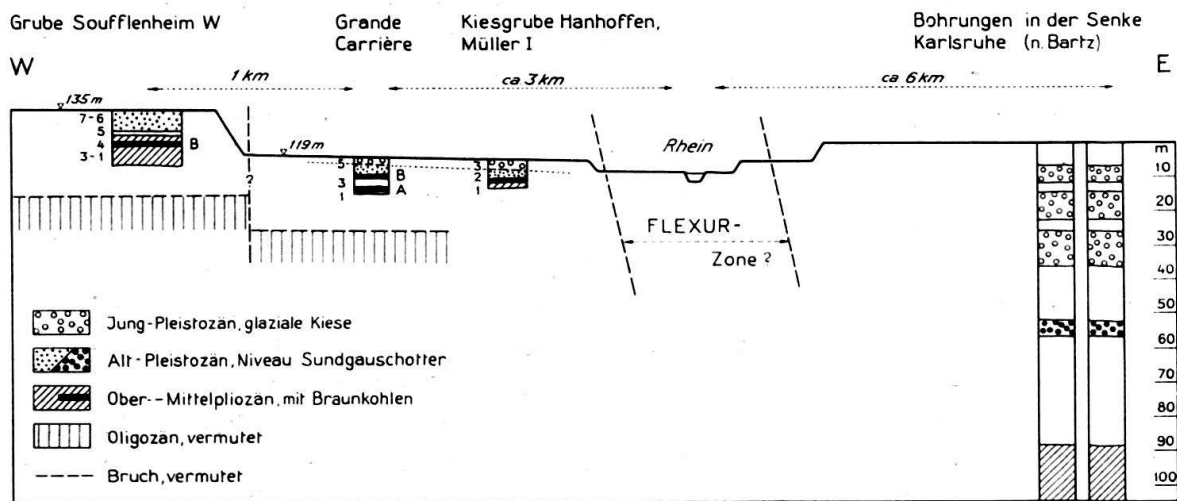 Grube Soufflenheim W
Grande Carrière
Kiesgrube Hanhoffen, Müller I
Bohrungen in der Senke Karlsruhe (n. Bartz)
W
E
1 km
ca 3 km
ca 6 km
135 m
7-6
5
4
3-1
B
119 m
?
5
3
1
B
A
3
2
1
Rhein
FLEXUR-
Zone ?
m
10
20
30
40
50
60
70
80
90
100
Jung-Pleistozän, glaziale Kiese
Alt-Pleistozän, Niveau Sundgauschotter
Ober--Mittelpliozän, mit Braunkohlen
Oligozän, vermutet
Bruch, vermutet